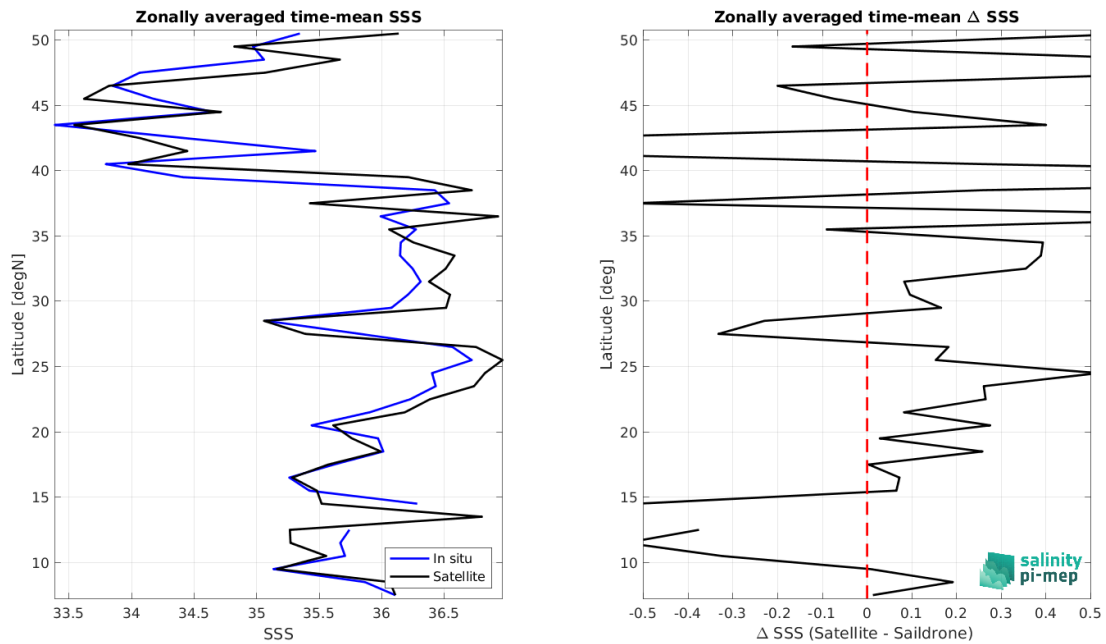 Zonally averaged time-mean SSS
50
45
40
35
30
25
20
15
10
Latitude [degN]
33.5 34 34.5 35 35.5 36 36.5
SSS
In situ
Satellite
Zonally averaged time-mean Δ SSS
50
45
40
35
30
25
20
15
10
Latitude [deg]
-0.5 -0.4 -0.3 -0.2 -0.1 0 0.1 0.2 0.3 0.4 0.5
Δ SSS (Satellite - Saildrone)
salinity
pi-mep